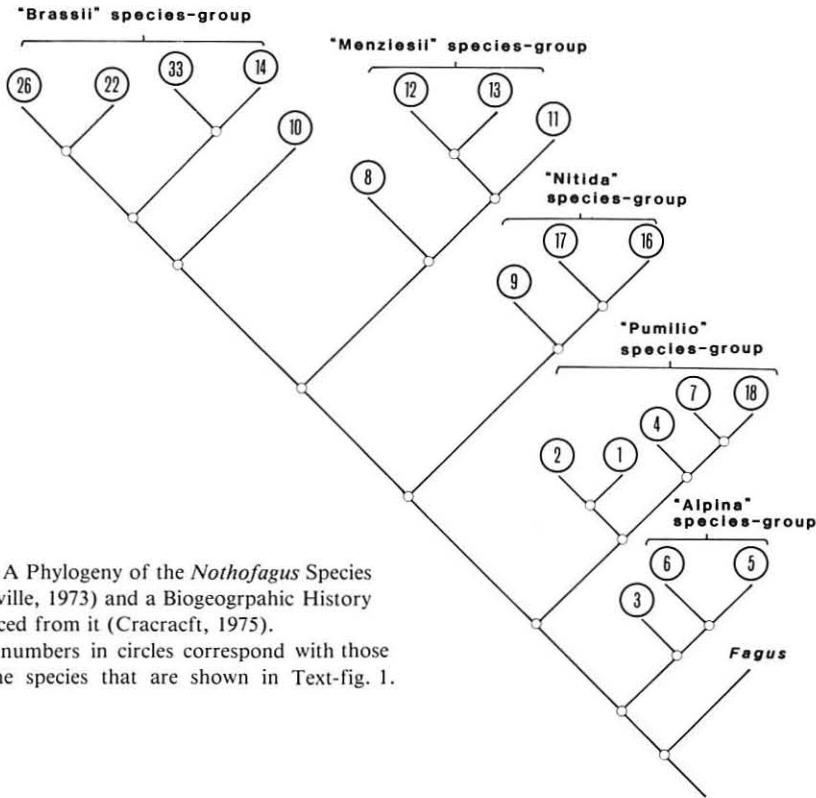 "Brassii" species-group
26
22
33
14
10
"Menziesii" species-group
12
13
11
8
"Nitida"
species-group
17
16
9
"Pumilio"
species-group
7
18
4
2
1
"Alpina"
species-group
6
5
3
Fagus
A Phylogeny of the Nothofagus Species
ville, 1973) and a Biogeogrpahic History
ced from it (Cracracft, 1975).
numbers in circles correspond with those
e species that are shown in Text-fig. 1.